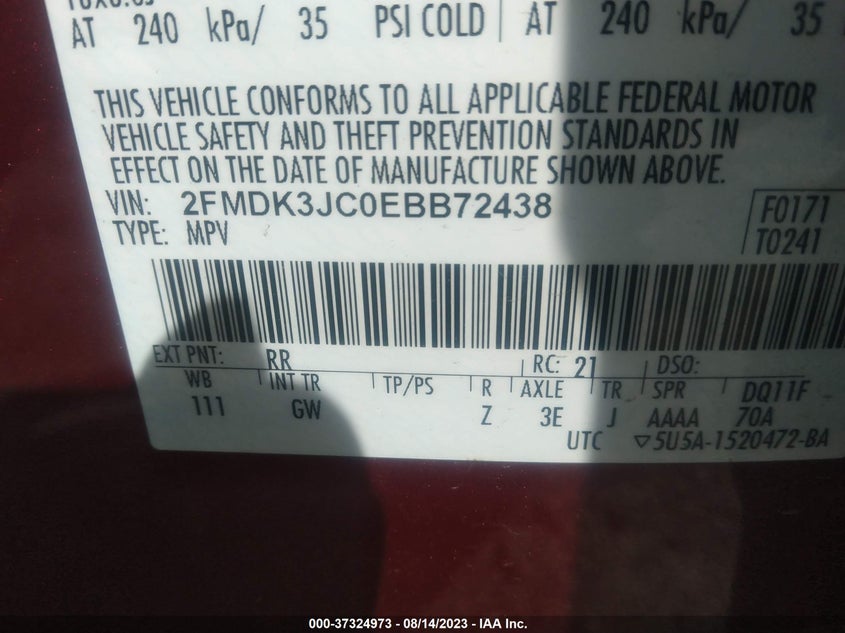 AT 240 kPa/ 35 PSI COLD AT 240 kPa/ 35
THIS VEHICLE CONFORMS TO ALL APPLICABLE FEDERAL MOTOR
VEHICLE SAFETY AND THEFT PREVENTION STANDARDS IN
EFFECT ON THE DATE OF MANUFACTURE SHOWN ABOVE.
VIN: 2FMDK3JC0EBB72438
F0171
TYPE: MPV
T0241
EXT PNT: RR RC: 21 DSO:
WB INT TR TP/PS R AXLE TR SPR DQ11F
111 GW Z 3E J AAAA 70A
UTC ▽5U5A-1520472-BA
000-37324973 - 08/14/2023 - IAA Inc.